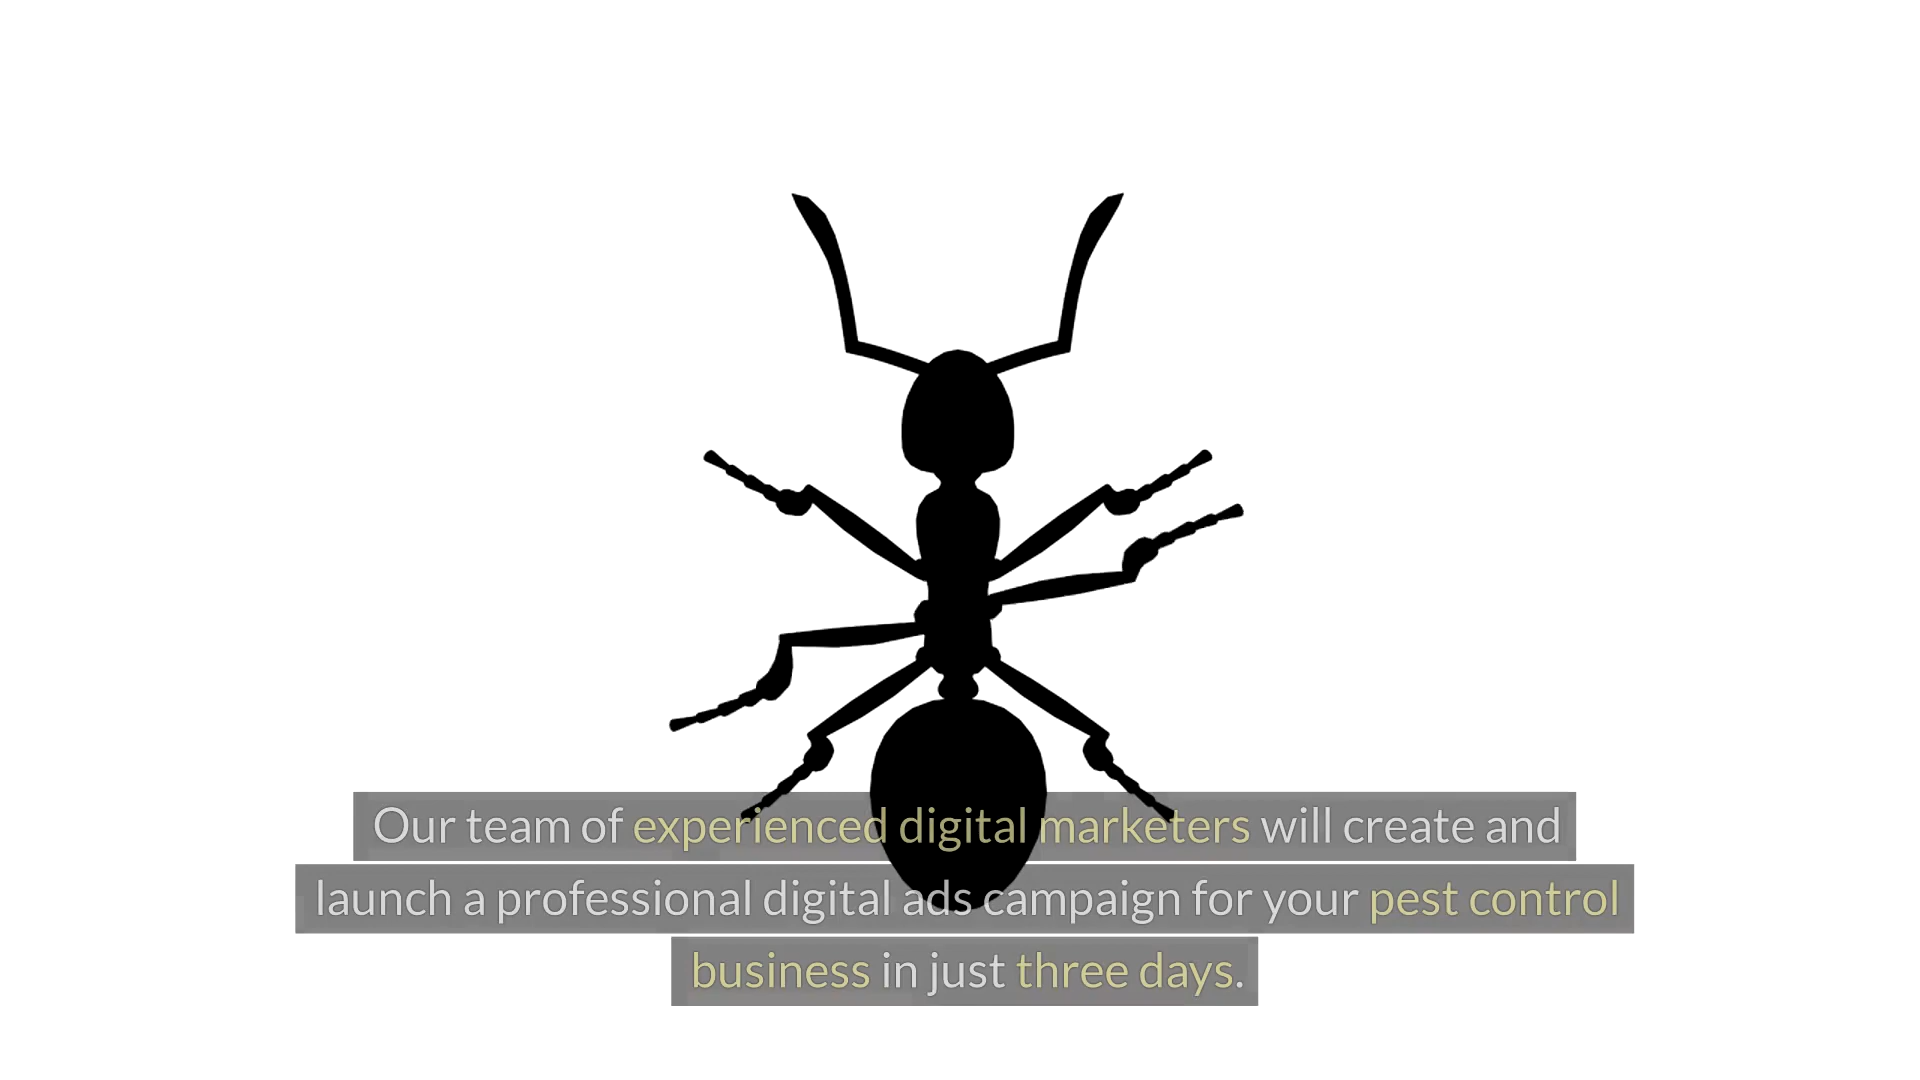 Our team of experienced digital marketers will create and
launch a professional digital ads campaign for your pest control
business in just three days.